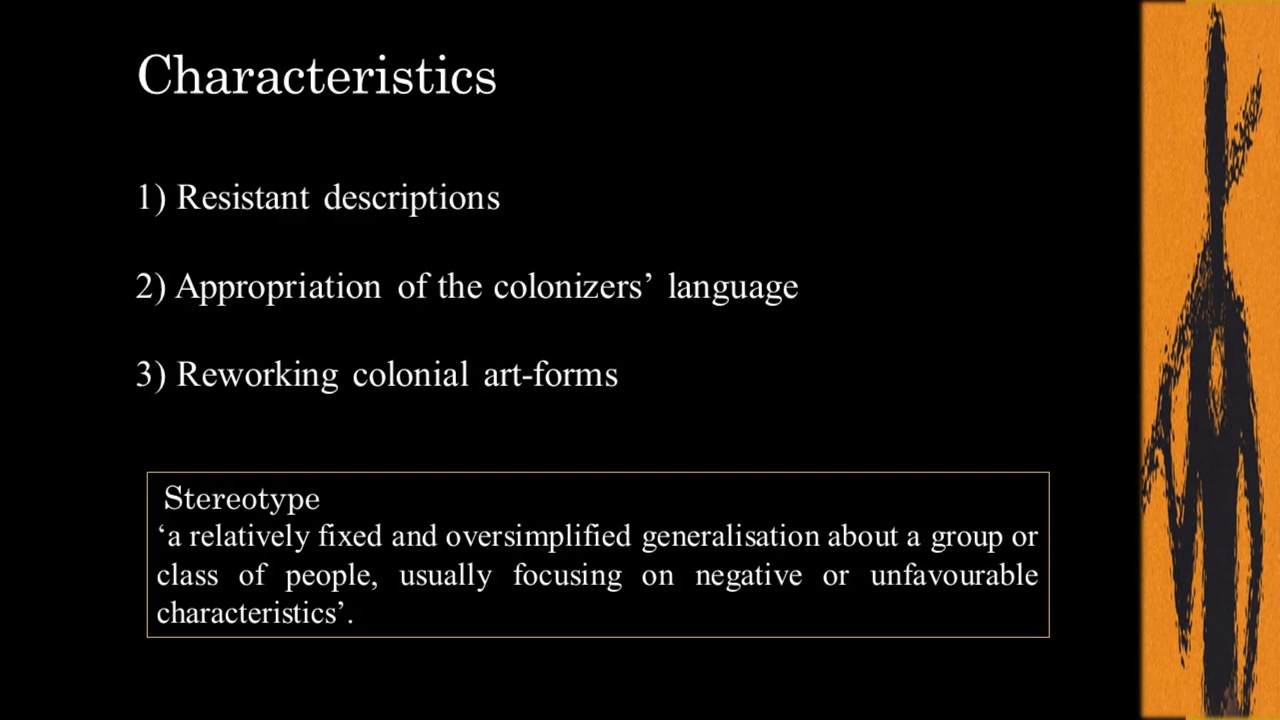 Characteristics
1) Resistant descriptions
2) Appropriation of the colonizers’ language
3) Reworking colonial art-forms
Stereotype
‘a relatively fixed and oversimplified generalisation about a group or
class of people, usually focusing on negative or unfavourable
characteristics’.